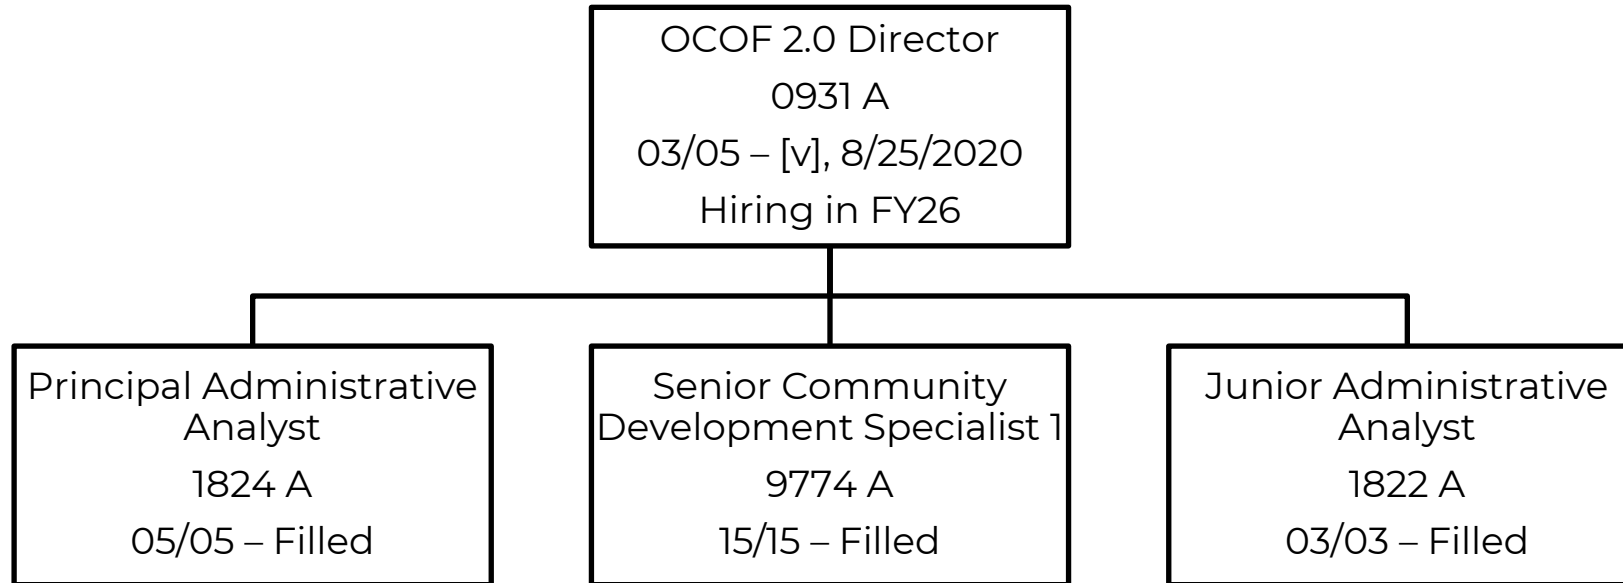 OCOF 2.0 Director
0931 A
03/05 – [v], 8/25/2020
Hiring in FY26
Principal Administrative
Analyst
1824 A
05/05 – Filled
Senior Community
Development Specialist 1
9774 A
15/15 – Filled
Junior Administrative
Analyst
1822 A
03/03 – Filled